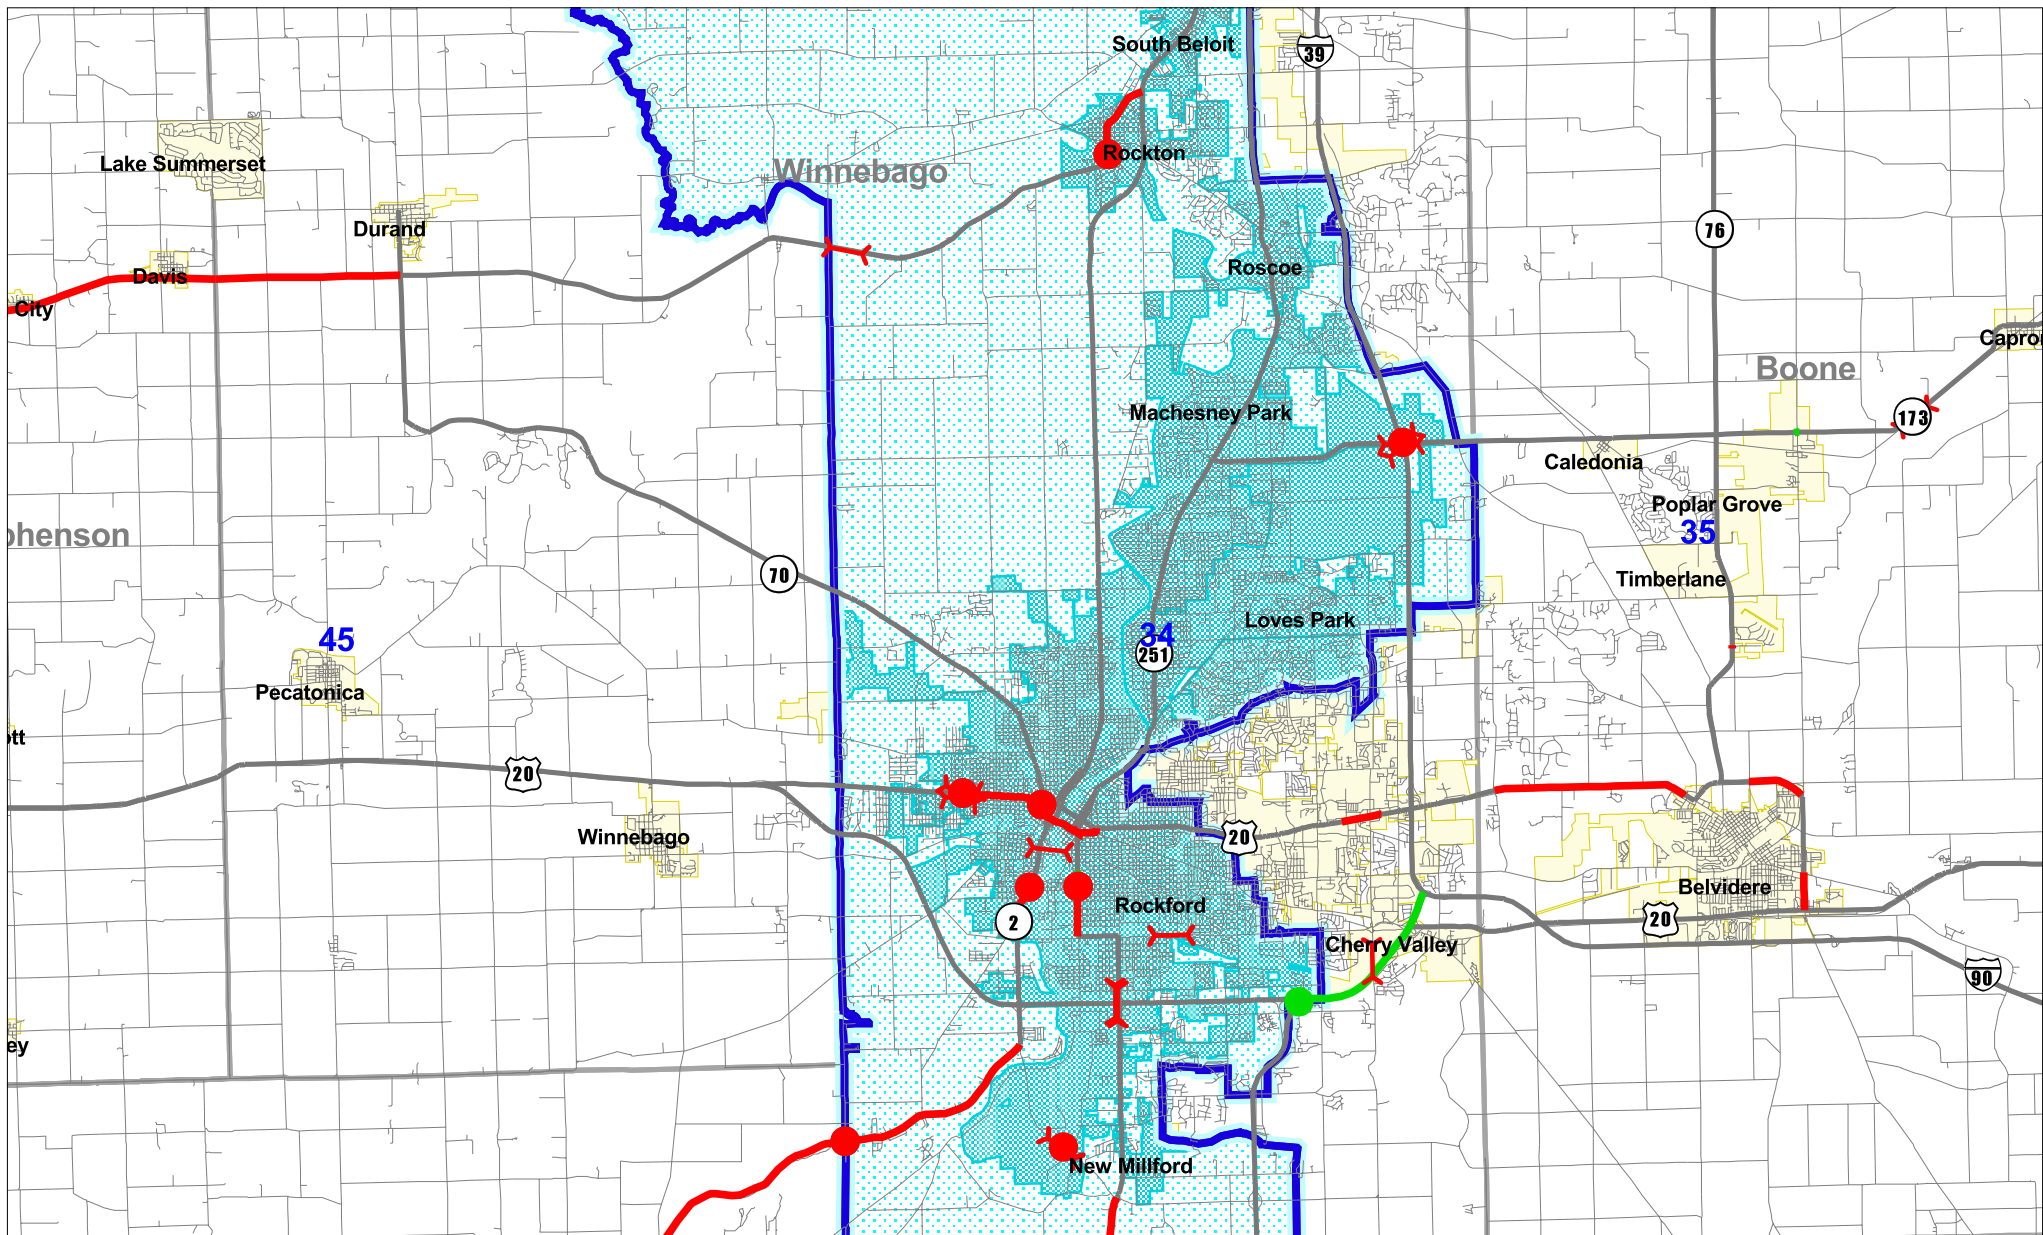 South Beloit
39
Rockton
Lake Summerset
Winnebago
Durand
76
Roscoe
Davis
City
Capron
Boone
Machesney Park
173
Caledonia
Poplar Grove
35
phenson
70
Timberlane
Loves Park
45
34
251
Pecatonica
ott
20
Winnebago
20
Belvidere
Rockford
2
20
Cherry Valley
90
ey
New Millford